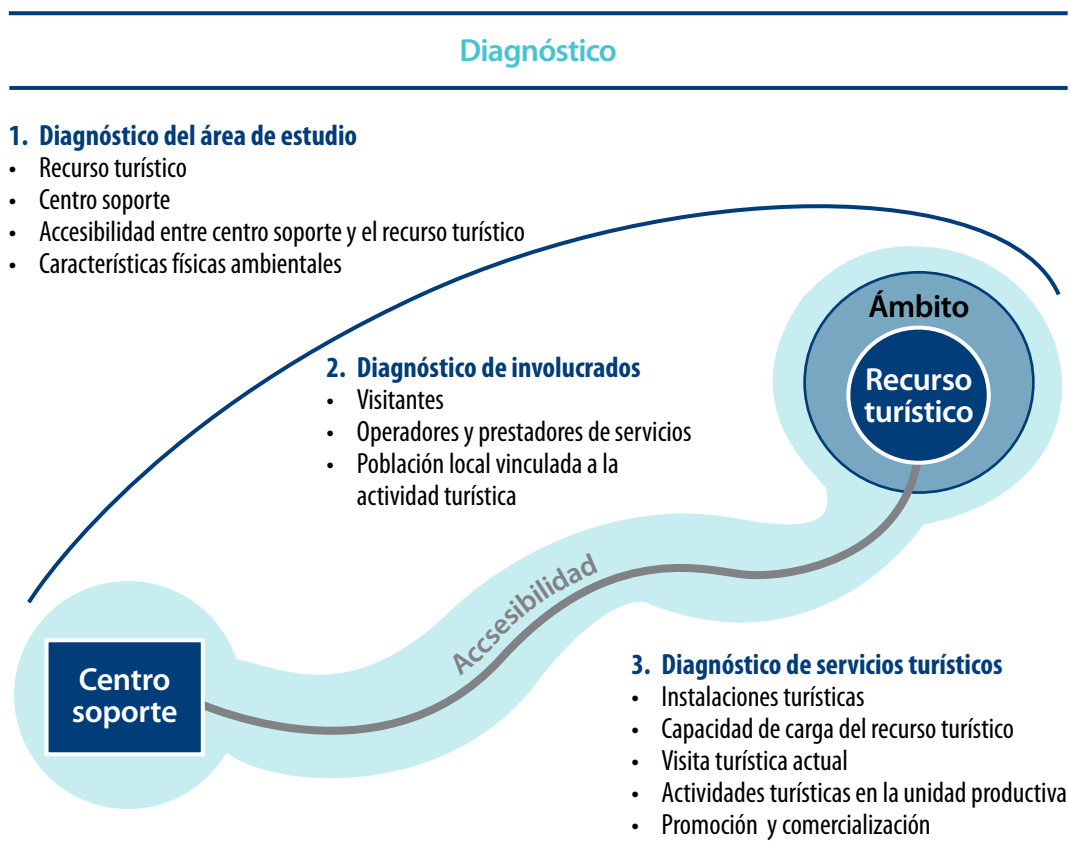 Diagnóstico
1. Diagnóstico del área de estudio
• Recurso turístico
• Centro soporte
• Accesibilidad entre centro soporte y el recurso turístico
• Características físicas ambientales
Ámbito
Recurso
turístico
2. Diagnóstico de involucrados
• Visitantes
• Operadores y prestadores de servicios
• Población local vinculada a la
actividad turística
Accsesibilidad
Centro
soporte
3. Diagnóstico de servicios turísticos
• Instalaciones turísticas
• Capacidad de carga del recurso turístico
• Visita turística actual
• Actividades turísticas en la unidad productiva
• Promoción y comercialización